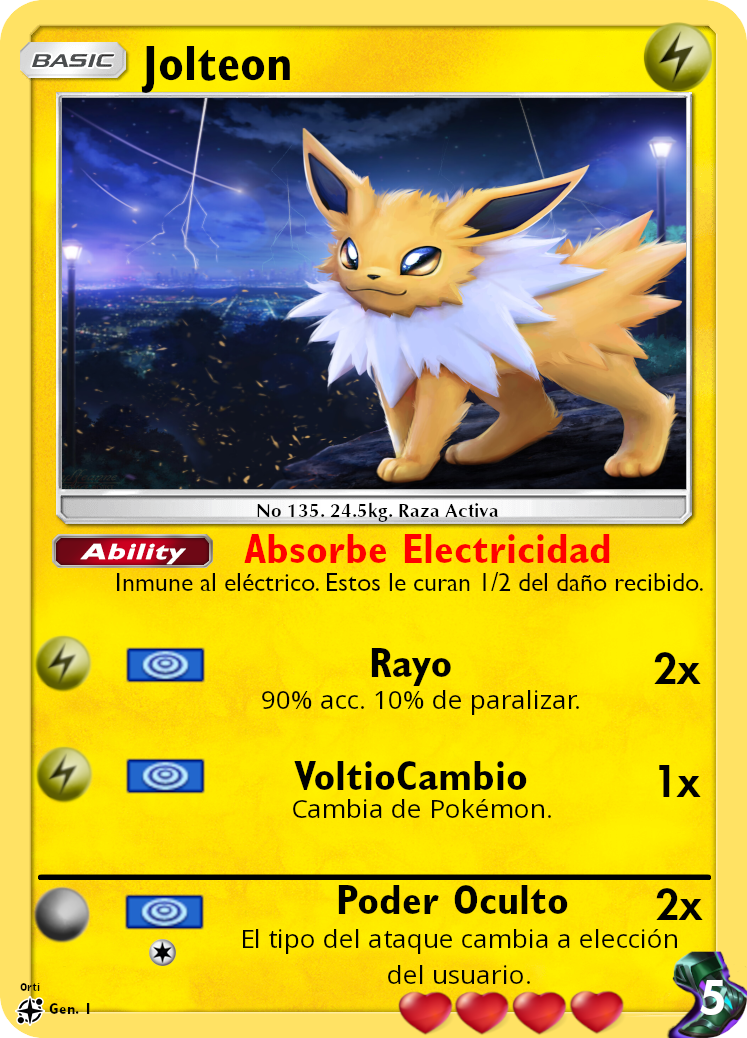 BASIC
Jolteon
No 135. 24.5kg. Raza Activa
Ability
Absorbe Electricidad
Inmune al eléctrico. Estos le curan 1/2 del daño recibido.
Rayo
2x
90% acc. 10% de paralizar.
VoltioCambio
1x
Cambia de Pokémon.
Poder Oculto
2x
El tipo del ataque cambia a elección
del usuario.
5
Orti
Gen. 1